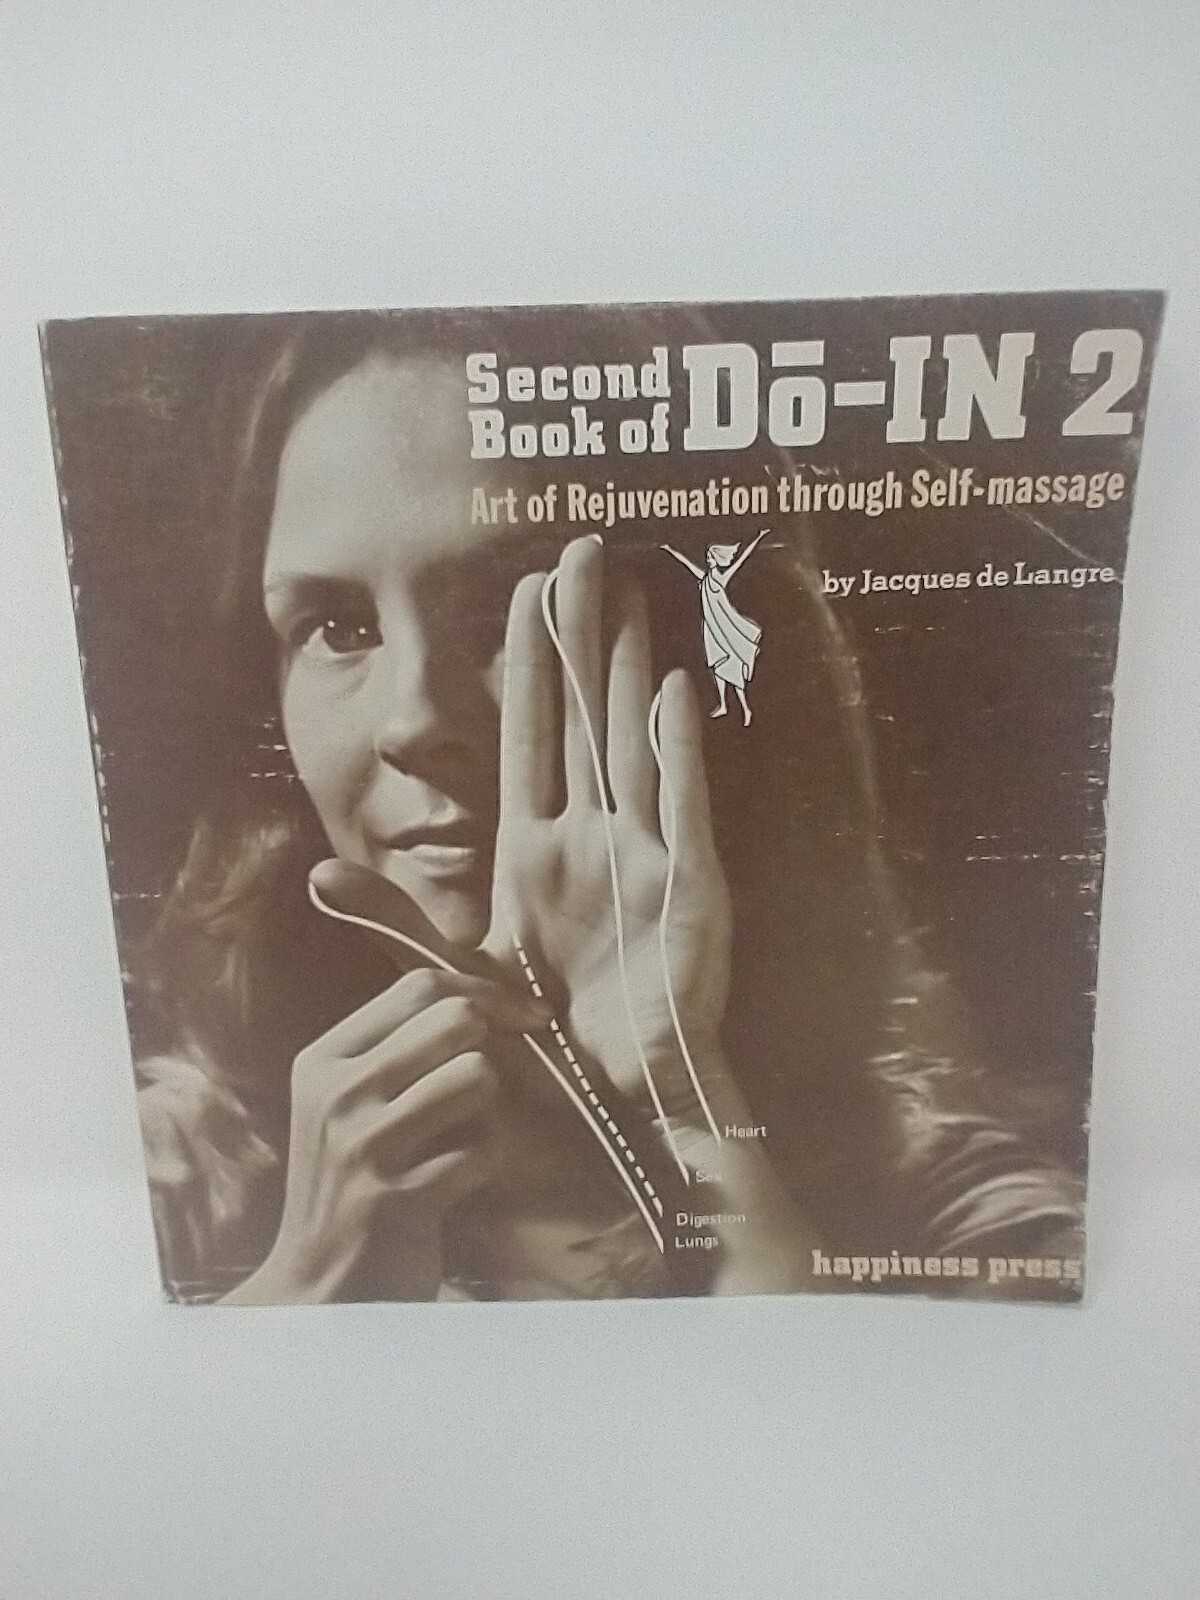 Second
Book of Dō-IN 2
Art of Rejuvenation through Self-massage
by Jacques de Langre
Heart
Sex
Digestion
Lungs
happiness press